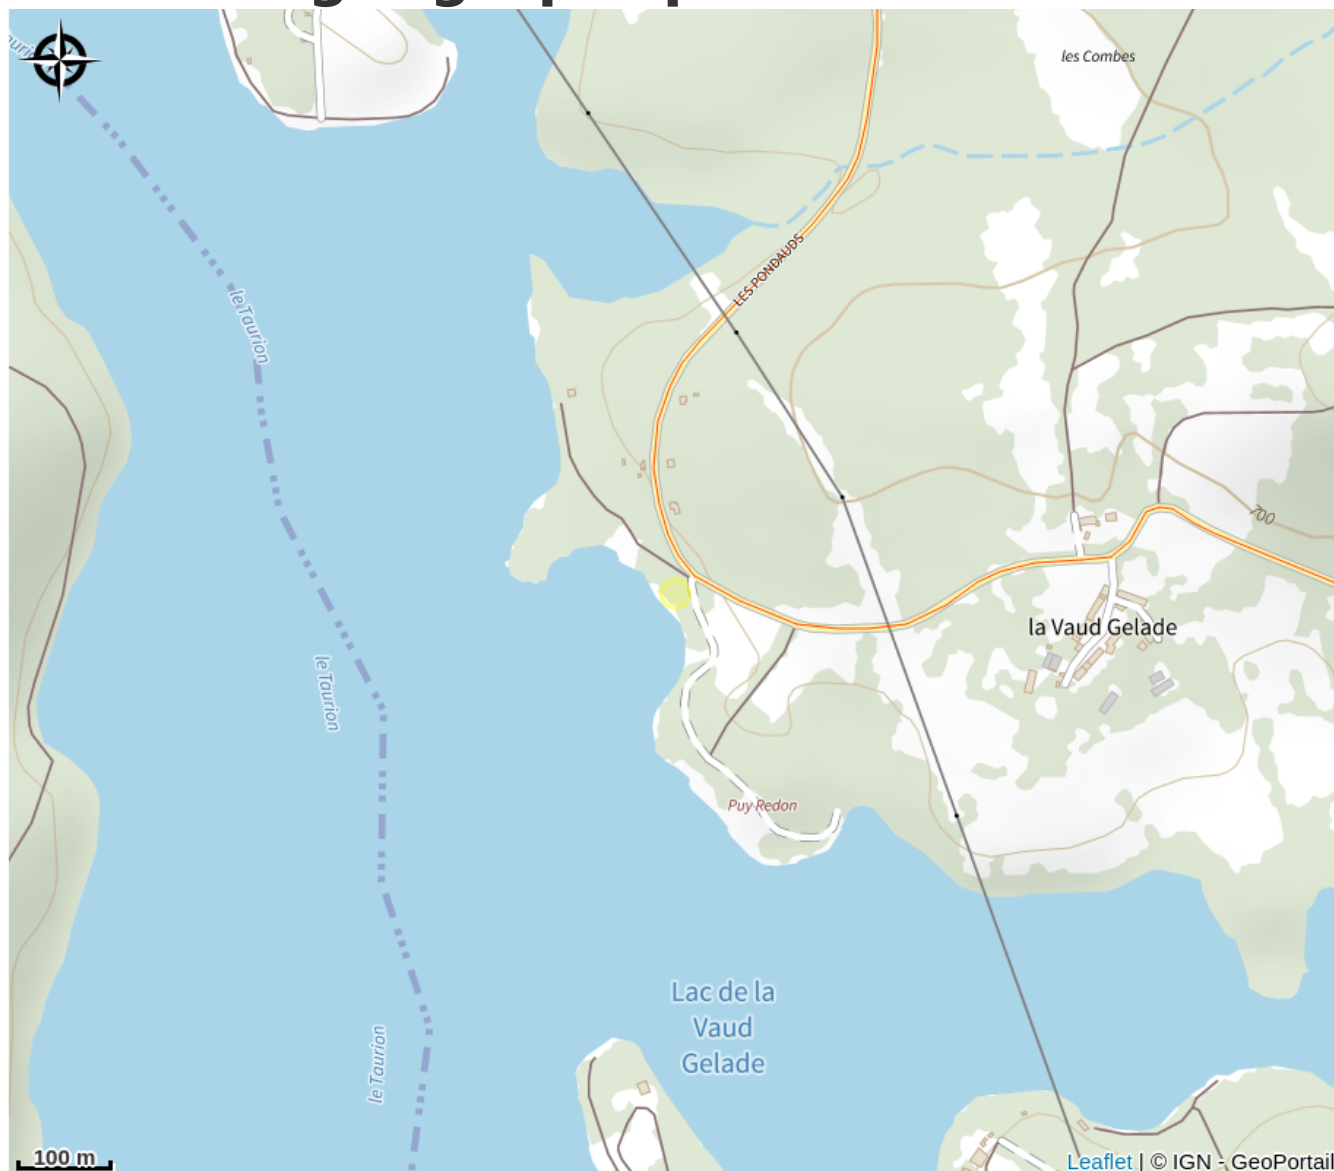 les Combes
LES PONDAUDS
le Taurion
700
la Vaud Gelade
le Taurion
Puy Redon
Lac de la
Vaud
Gelade
le Taurion
100 m
Leaflet | © IGN - GeoPortail